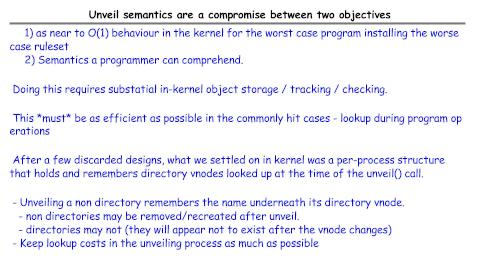 Unveil semantics are a compromise between two objectives
1) as near to O(1) behaviour in the kernel for the worst case program installing the worse
case ruleset
2) Semantics a programmer can comprehend.
Doing this requires substatial in-kernel object storage / tracking / checking.
This *must* be as efficient as possible in the commonly hit cases - lookup during program op
erations
After a few discarded designs, what we settled on in kernel was a per-process structure
that holds and remembers directory vnodes looked up at the time of the unveil() call.
- Unveiling a non directory remembers the name underneath its directory vnode.
- non directories may be removed/recreated after unveil.
- directories may not (they will appear not to exist after the vnode changes)
- Keep lookup costs in the unveiling process as much as possible